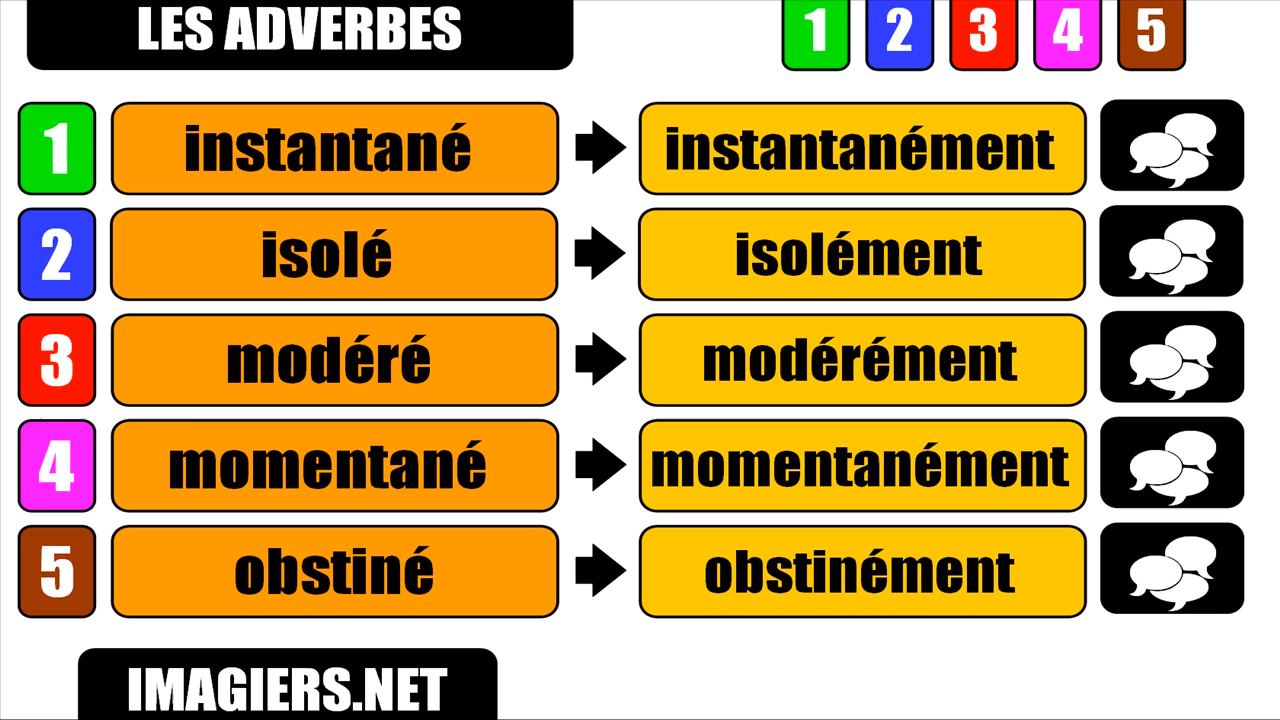 LES ADVERBES
1 2 3 4 5
1 instantané instantanément
2 isolé isolément
3 modéré modérément
4 momentané momentanément
5 obstiné obstinément
IMAGIERS.NET